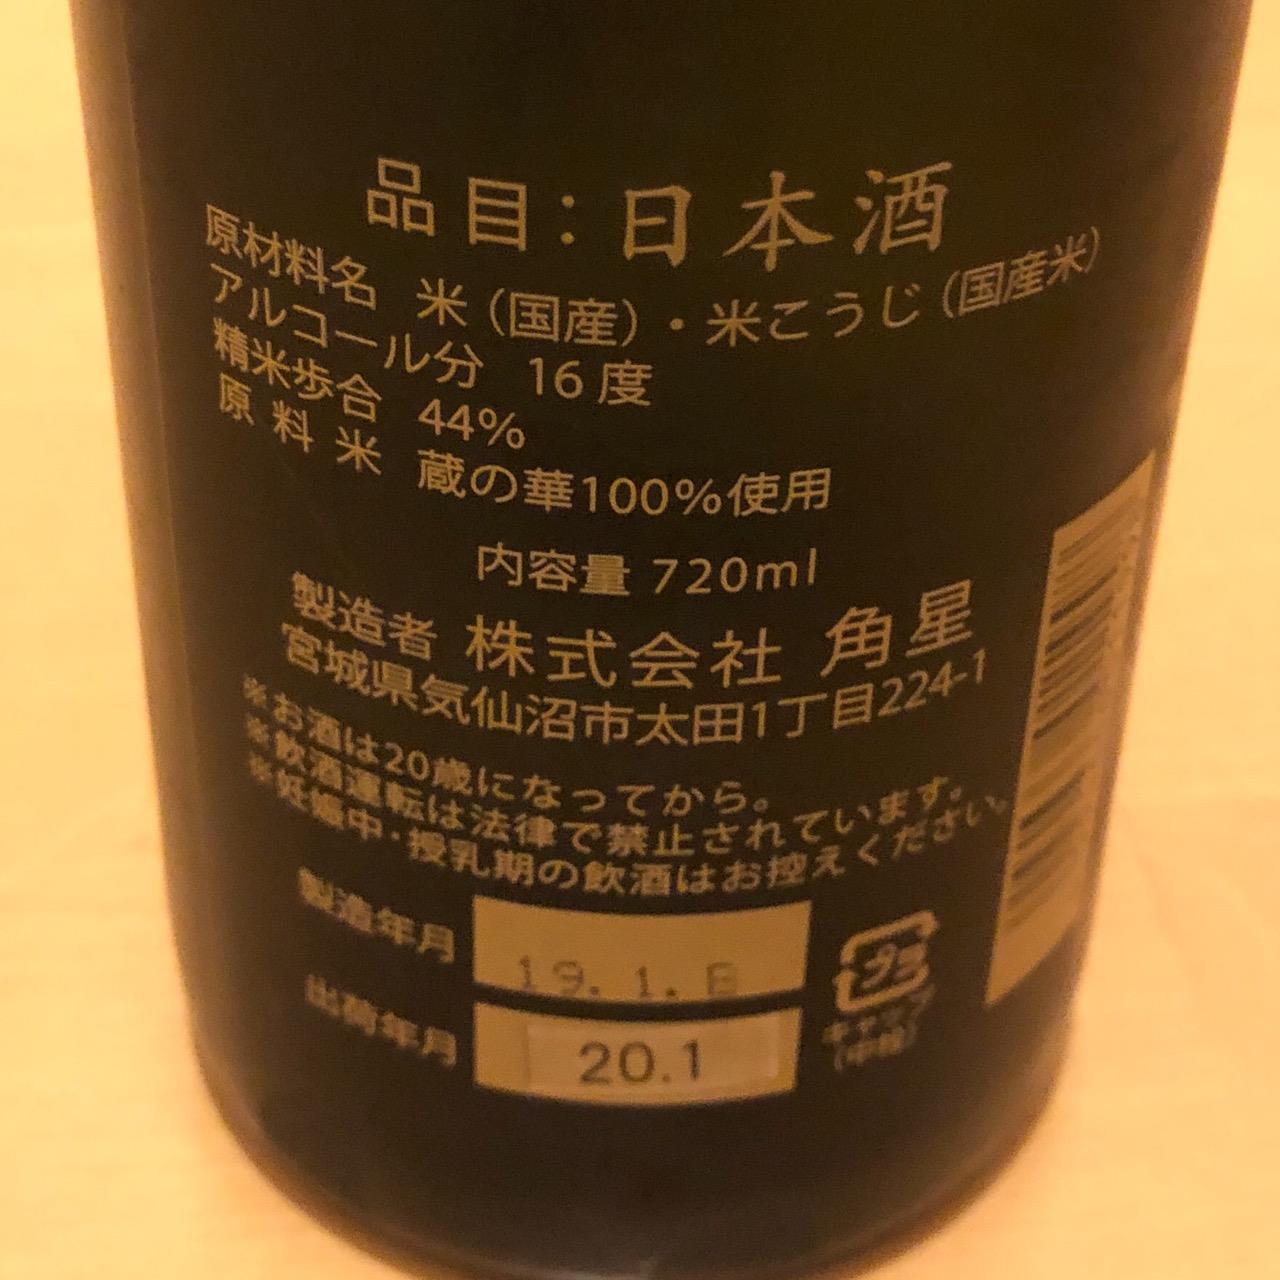 品目：日本酒
原材料名 米（国産）・米こうじ（国産米）
アルコール分 16度
精米歩合 44%
原料米 蔵の華100%使用
内容量 720ml
製造者 株式会社 角星
宮城県気仙沼市太田1丁目224-1
※お酒は20歳になってから。
※飲酒運転は法律で禁止されています。
※妊娠中・授乳期の飲酒はお控えください。
製造年月 19. 1.
出荷年月 20.1
プラ
キャップ
(中栓)